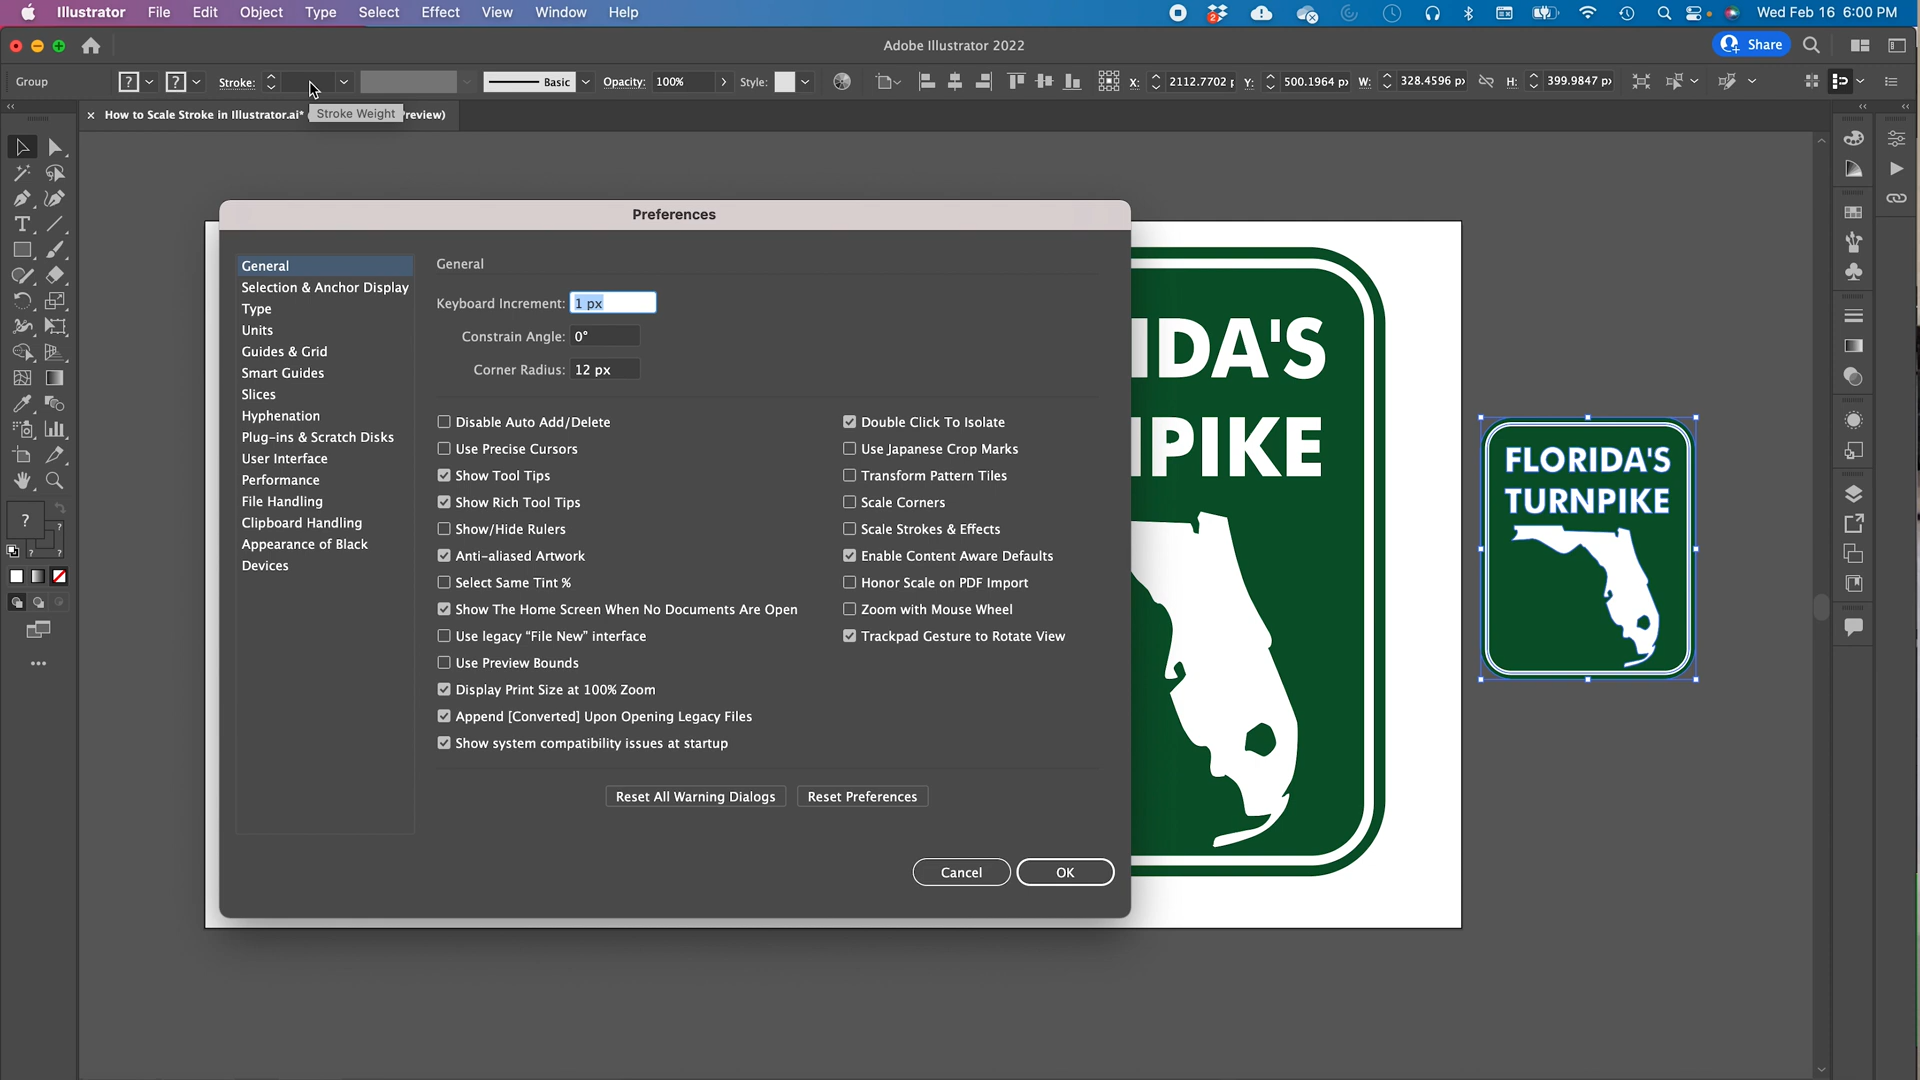 Illustrator File Edit Object Type Select Effect View Window Help
2
Wed Feb 16 6:00 PM
Adobe Illustrator 2022
Share
Group
? ? Stroke: Basic Opacity: 100% Style: X: 2112.7702 p Y: 500.1964 px W: 328.4596 px H: 399.9847 px
How to Scale Stroke in Illustrator.ai* review)
Stroke Weight
Preferences
General
Selection & Anchor Display
Type
Units
Guides & Grid
Smart Guides
Slices
Hyphenation
Plug-ins & Scratch Disks
User Interface
Performance
File Handling
Clipboard Handling
Appearance of Black
Devices
General
Keyboard Increment: 1 px
Constrain Angle: 0°
Corner Radius: 12 px
Disable Auto Add/Delete
Use Precise Cursors
Show Tool Tips
Show Rich Tool Tips
Show/Hide Rulers
Anti-aliased Artwork
Select Same Tint %
Show The Home Screen When No Documents Are Open
Use legacy “File New” interface
Use Preview Bounds
Display Print Size at 100% Zoom
Append [Converted] Upon Opening Legacy Files
Show system compatibility issues at startup
Double Click To Isolate
Use Japanese Crop Marks
Transform Pattern Tiles
Scale Corners
Scale Strokes & Effects
Enable Content Aware Defaults
Honor Scale on PDF Import
Zoom with Mouse Wheel
Trackpad Gesture to Rotate View
Reset All Warning Dialogs
Reset Preferences
Cancel
OK
IDA'S
PIKE
FLORIDA'S
TURNPIKE
?
?
? ?